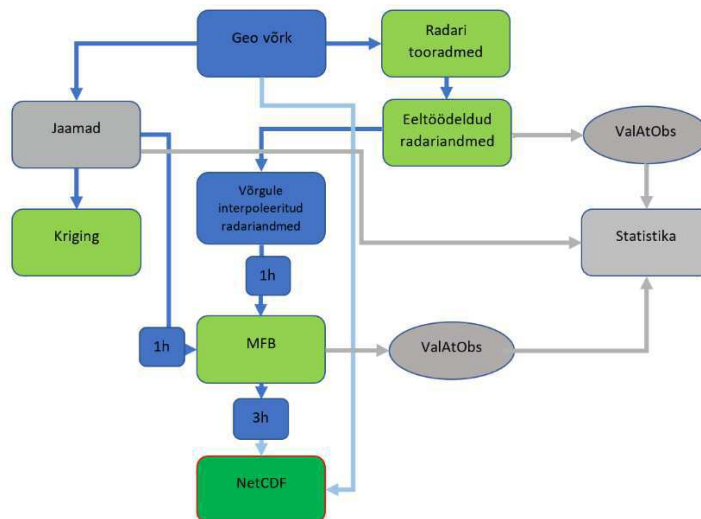 Geo võrk
Radari
tooradmed
Jaamad
Eeltöödeldud
radariandmed
ValAtObs
Võrgule
interpoleeritud
radariandmed
Kriging
Statistika
1h
1h
MFB
ValAtObs
3h
NetCDF